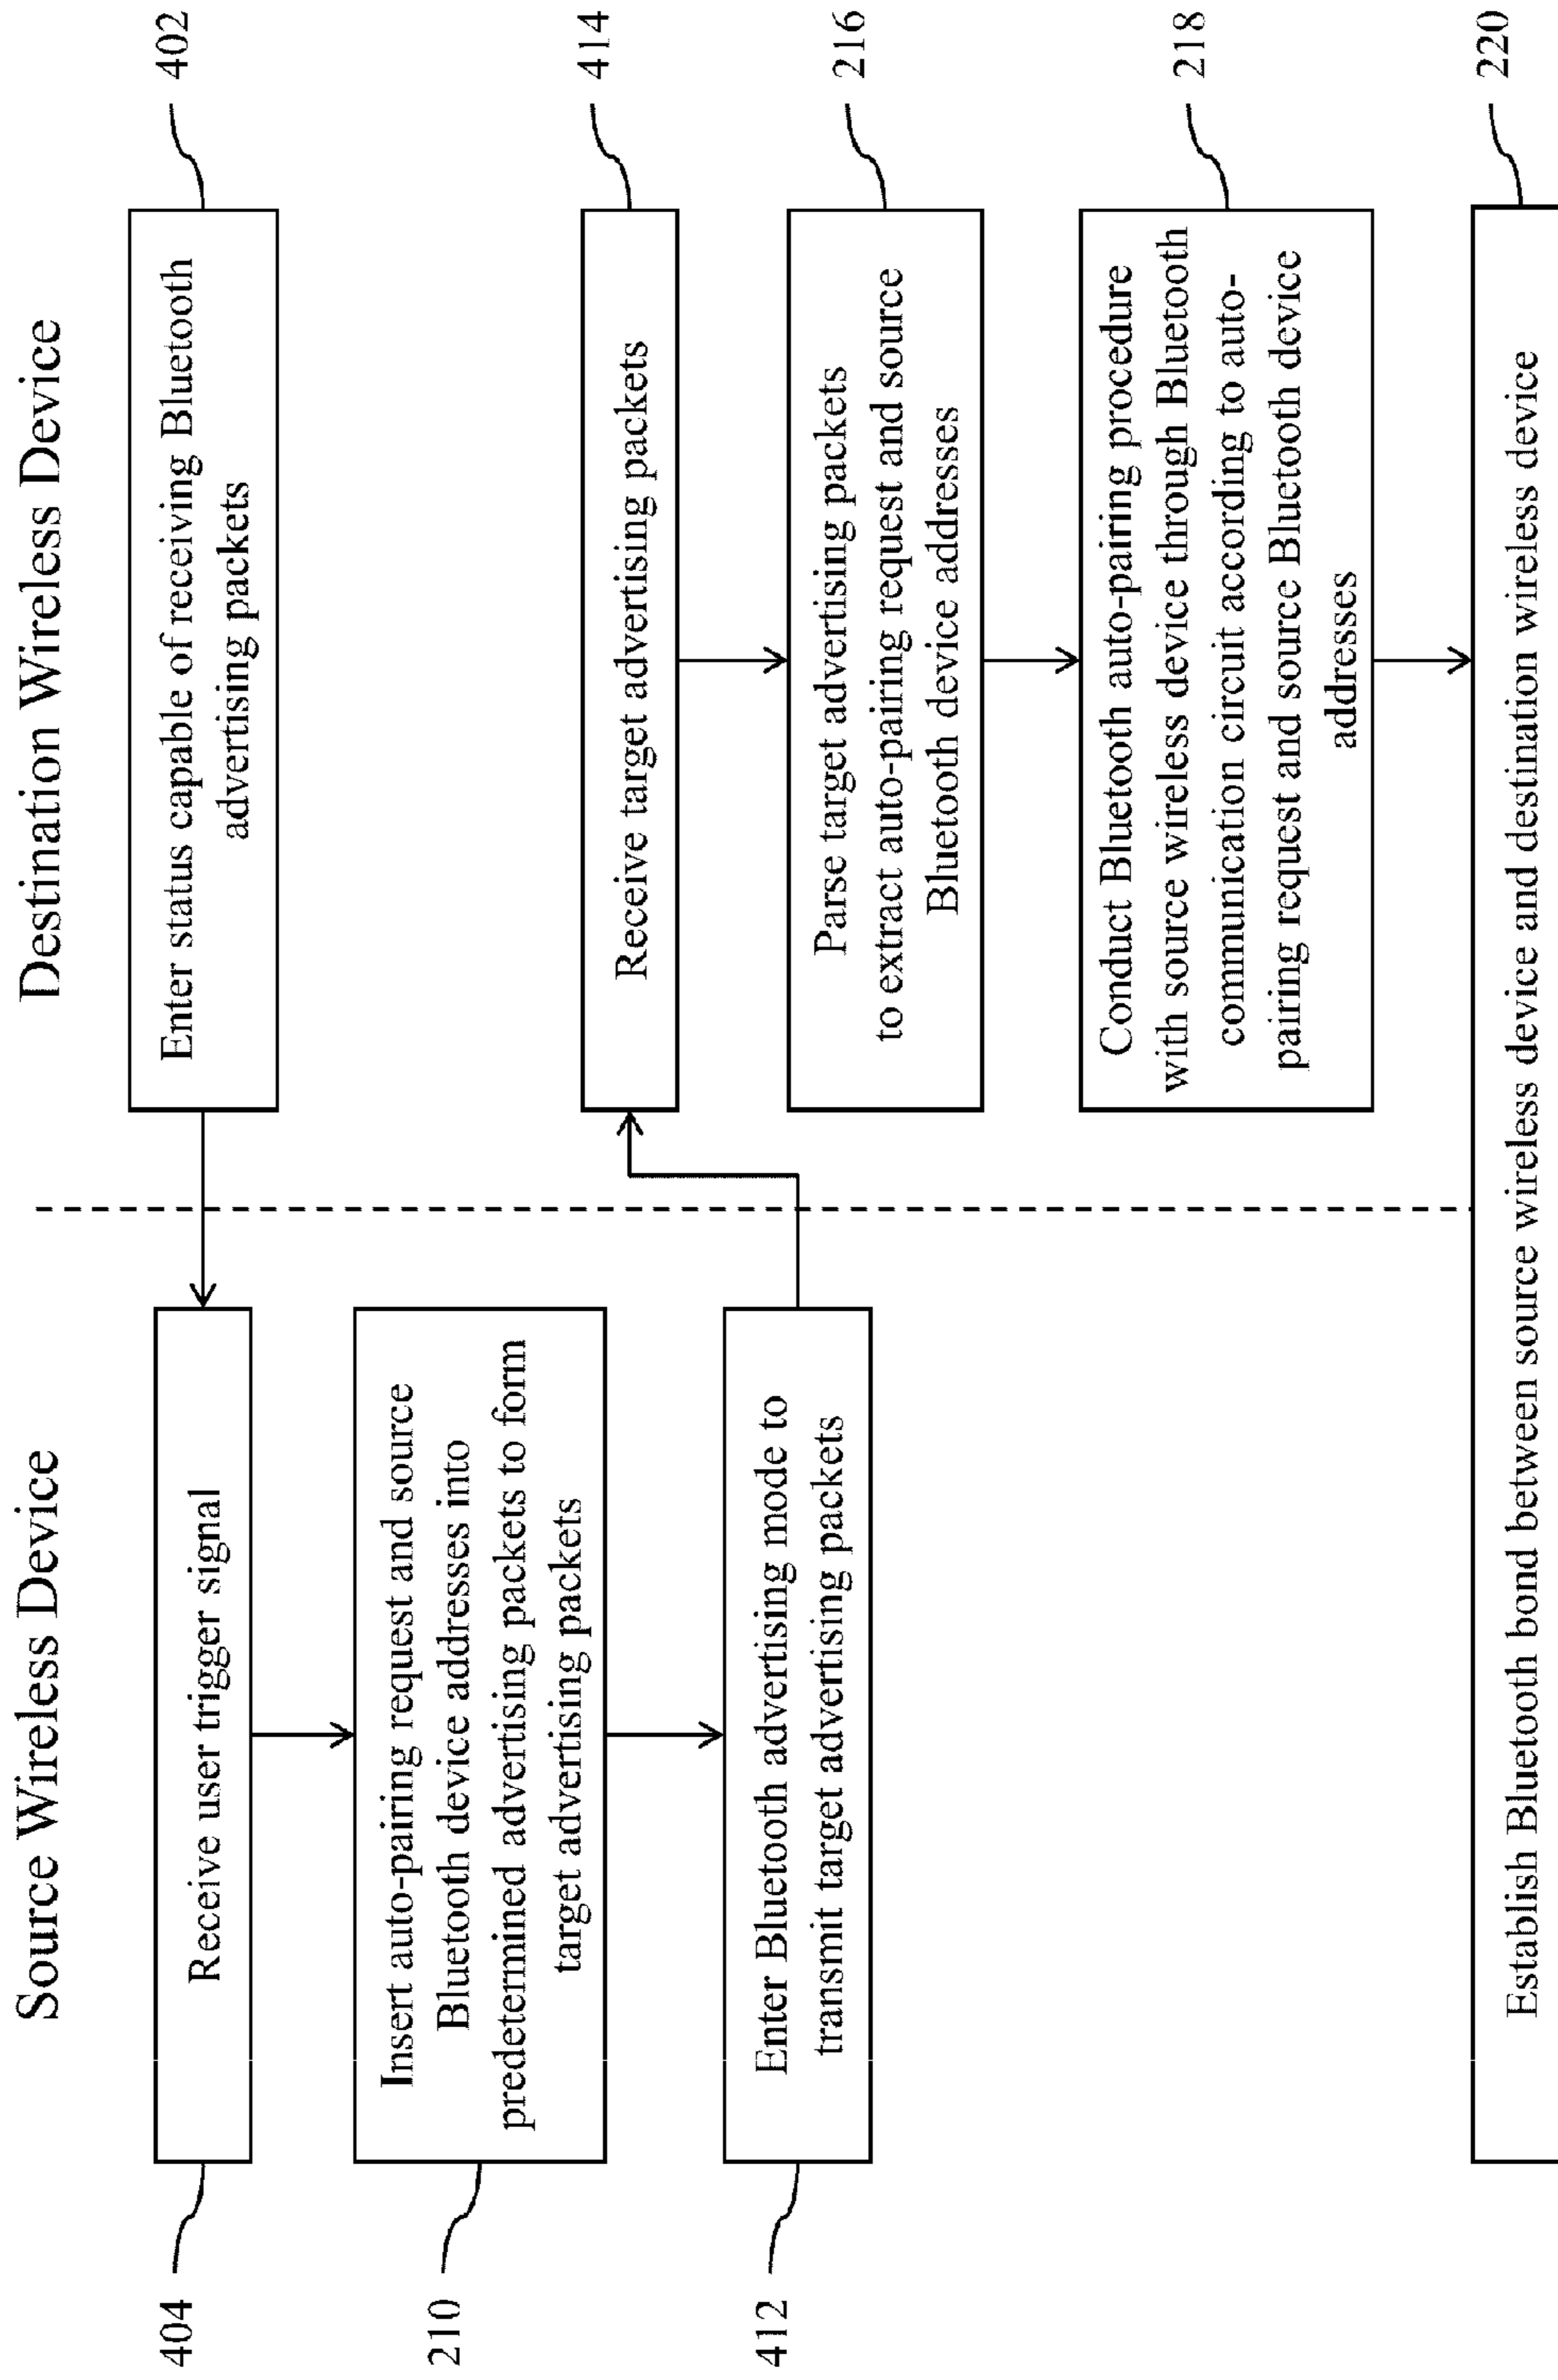 Source Wireless Device
Destination Wireless Device
Enter status capable of receiving Bluetooth
advertising packets
402
404
Receive user trigger signal
210
Insert auto-pairing request and source
Bluetooth device addresses into
predetermined advertising packets to form
target advertising packets
412
Enter Bluetooth advertising mode to
transmit target advertising packets
Receive target advertising packets
414
Parse target advertising packets
to extract auto-pairing request and source
Bluetooth device addresses
216
Conduct Bluetooth auto-pairing procedure
with source wireless device through Bluetooth
communication circuit according to auto-
pairing request and source Bluetooth device
addresses
218
Establish Bluetooth bond between source wireless device and destination wireless device
220